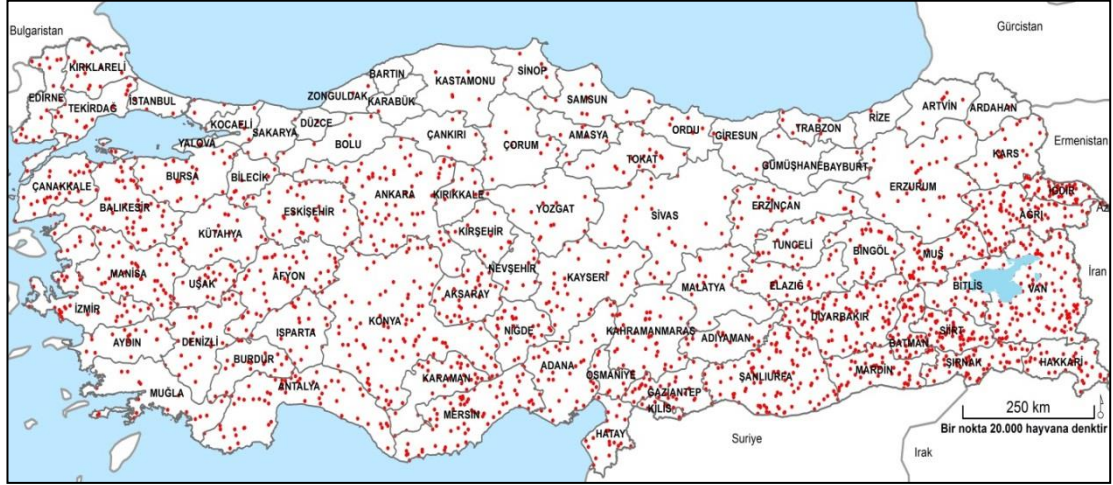 Bulgaristan
Gürcistan
KIRKLARELİ
EDİRNE
TEKİRDAĞ
İSTANBUL
KOCAELİ
YALOVA
SAKARYA
DÜZCE
ZONGULDAK
BARTIN
KARABÜK
KASTAMONU
SİNOP
SAMSUN
BOLU
ÇANKIRI
ÇORUM
AMASYA
TOKAT
ORDU
GİRESUN
TRABZON
RİZE
ARTVİN
ARDAHAN
KARS
Ermenistan
GÜMÜŞHANE
BAYBURT
ERZURUM
IĞDIR
AĞRI
ÇANAKKALE
BALIKESİR
BURSA
BİLECİK
ESKİŞEHİR
ANKARA
KIRIKKALE
YOZGAT
SİVAS
ERZİNCAN
KÜTAHYA
KIRŞEHİR
TUNCELİ
BİNGÖL
MUŞ
BİTLİS
VAN
İran
MANİSA
UŞAK
AFYON
NEVŞEHİR
KAYSERİ
MALATYA
ELAZIĞ
İZMİR
AKSARAY
KONYA
DİYARBAKIR
SİİRT
BATMAN
AYDIN
DENİZLİ
ISPARTA
NİĞDE
KAHRAMANMARAŞ
ADIYAMAN
BURDUR
MARDİN
ŞIRNAK
HAKKARİ
MUĞLA
ANTALYA
KARAMAN
ADANA
OSMANİYE
GAZİANTEP
KİLİS
ŞANLIURFA
MERSİN
HATAY
Suriye
Irak
250 km
Bir nokta 20.000 hayvana denktir